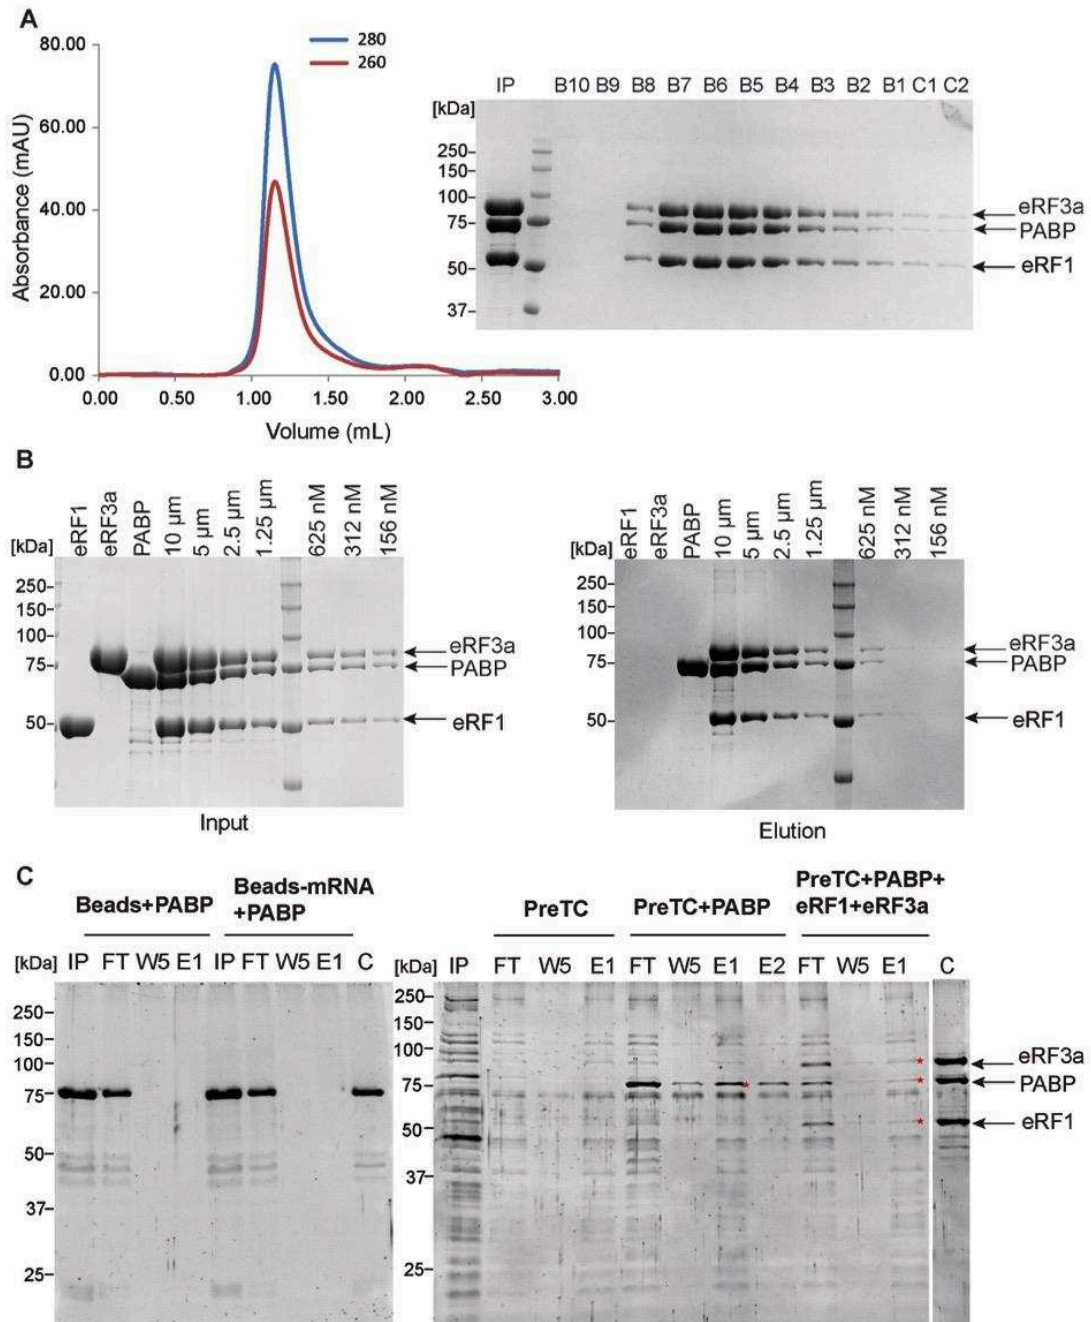 A
80.00
60.00
40.00
20.00
0.00
Absorbance (mAU)
0.00 0.50 1.00 1.50 2.00 2.50 3.00
Volume (mL)
280
260
IP B10 B9 B8 B7 B6 B5 B4 B3 B2 B1 C1 C2
[kDa]
250
150
100
75
50
37
eRF3a
PABP
eRF1
B
eRF1 eRF3a PABP 10 µm 5 µm 2.5 µm 1.25 µm 625 nM 312 nM 156 nM
[kDa]
250
150
100
75
50
eRF3a
PABP
eRF1
Input
eRF1 eRF3a PABP 10 µm 5 µm 2.5 µm 1.25 µm 625 nM 312 nM 156 nM
[kDa]
250
150
100
75
50
eRF3a
PABP
eRF1
Elution
C
Beads+PABP
Beads-mRNA
+PABP
[kDa] IP FT W5 E1 IP FT W5 E1 C
250
150
100
75
50
37
25
PreTC
PreTC+PABP
PreTC+PABP+
eRF1+eRF3a
[kDa] IP FT W5 E1 FT W5 E1 E2 FT W5 E1 C
250
150
100
75
50
37
25
eRF3a
PABP
eRF1